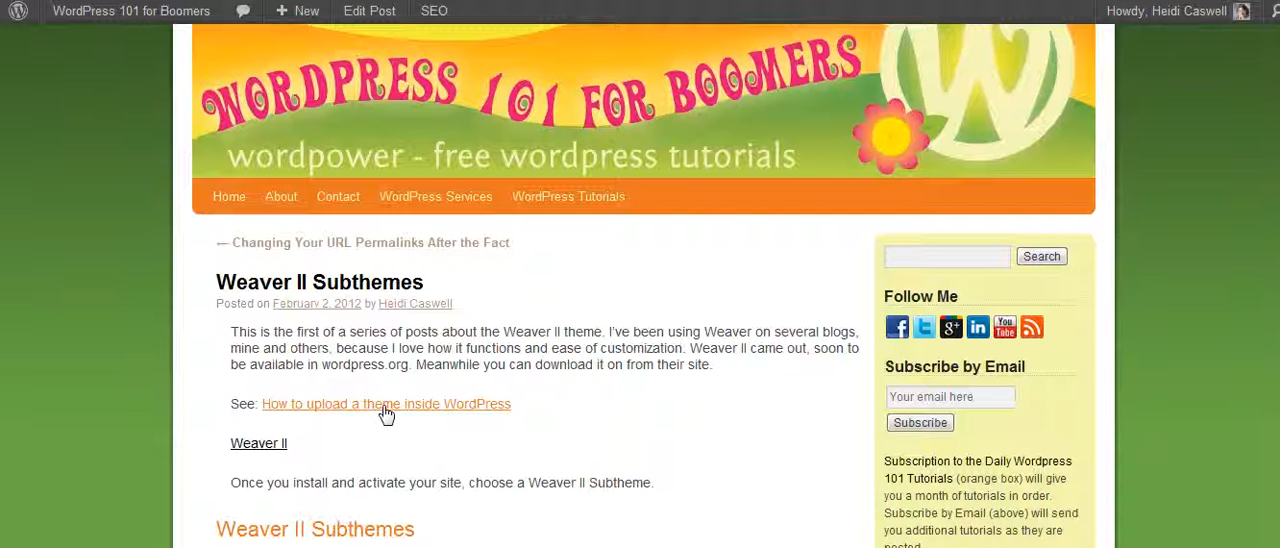 WordPress 101 for Boomers New Edit Post SEO Howdy, Heidi Caswell
WORDPRESS 101 FOR BOOMERS
W
wordpower - free wordpress tutorials
Home About Contact WordPress Services WordPress Tutorials
← Changing Your URL Permalinks After the Fact
Weaver II Subthemes
Posted on February 2, 2012 by Heidi Caswell
This is the first of a series of posts about the Weaver II theme. I've been using Weaver on several blogs,
mine and others, because I love how it functions and ease of customization. Weaver II came out, soon to
be available in wordpress.org. Meanwhile you can download it on from their site.
See: How to upload a theme inside WordPress
Weaver II
Once you install and activate your site, choose a Weaver II Subtheme.
Weaver II Subthemes
Search
Follow Me
f t g+ in You Tube
Subscribe by Email
Your email here
Subscribe
Subscription to the Daily Wordpress
101 Tutorials (orange box) will give
you a month of tutorials in order.
Subscribe by Email (above) will send
you additional tutorials as they are
posted